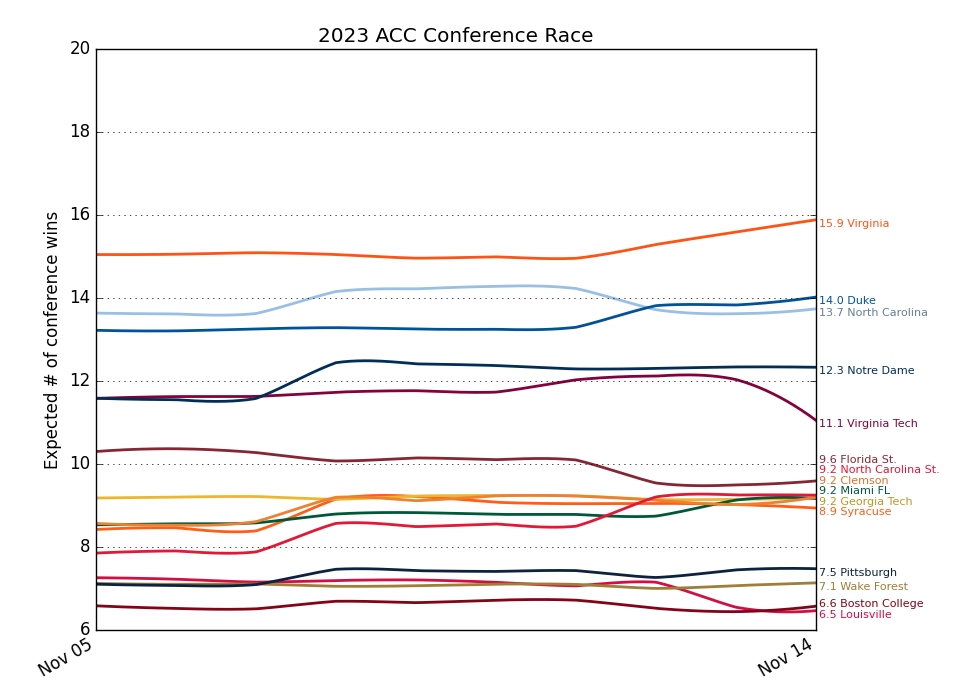 2023 ACC Conference Race
Expected # of conference wins
20
18
16
14
12
10
8
6
15.9 Virginia
14.0 Duke
13.7 North Carolina
12.3 Notre Dame
11.1 Virginia Tech
9.6 Florida St.
9.2 North Carolina St.
9.2 Clemson
9.2 Miami FL
9.2 Georgia Tech
8.9 Syracuse
7.5 Pittsburgh
7.1 Wake Forest
6.6 Boston College
6.5 Louisville
Nov 05
Nov 14